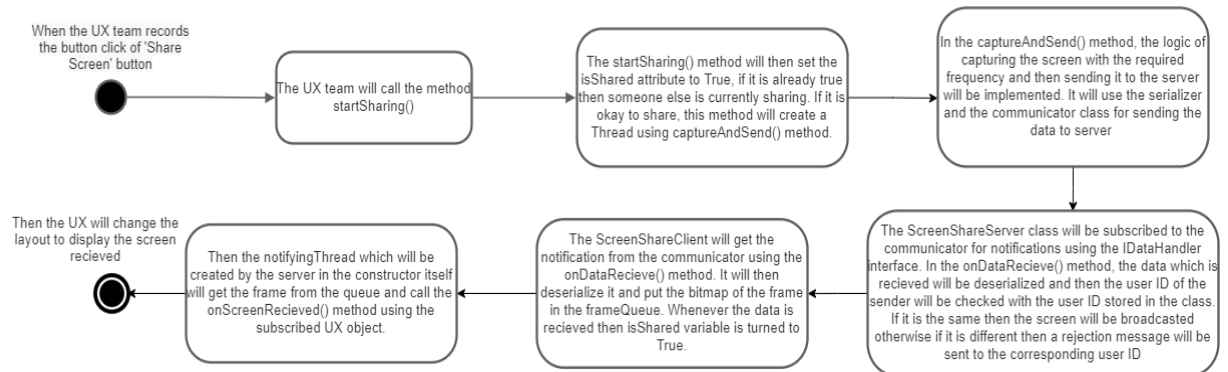 When the UX team records
the button click of 'Share
Screen' button
The UX team will call the method
startSharing()
The startSharing() method will then set the
isShared attribute to True, if it is already true
then someone else is currently sharing. If it is
okay to share, this method will create a
Thread using captureAndSend() method.
In the captureAndSend() method, the logic of
capturing the screen with the required
frequency and then sending it to the server
will be implemented. It will use the serializer
and the communicator class for sending the
data to server
The ScreenShareServer class will be subscribed to the
communicator for notifications using the IDataHandler
interface. In the onDataRecieve() method, the data which is
recieved will be deserialized and then the user ID of the
sender will be checked with the user ID stored in the class.
If it is the same then the screen will be broadcasted
otherwise if it is different then a rejection message will be
sent to the corresponding user ID
The ScreenShareClient will get the
notification from the communicator using the
onDataRecieve() method. It will then
deserialize it and put the bitmap of the frame
in the frameQueue. Whenever the data is
recieved then isShared variable is turned to
True.
Then the notifyingThread which will be
created by the server in the constructor itself
will get the frame from the queue and call the
onScreenRecieved() method using the
subscribed UX object.
Then the UX will change the
layout to display the screen
recieved